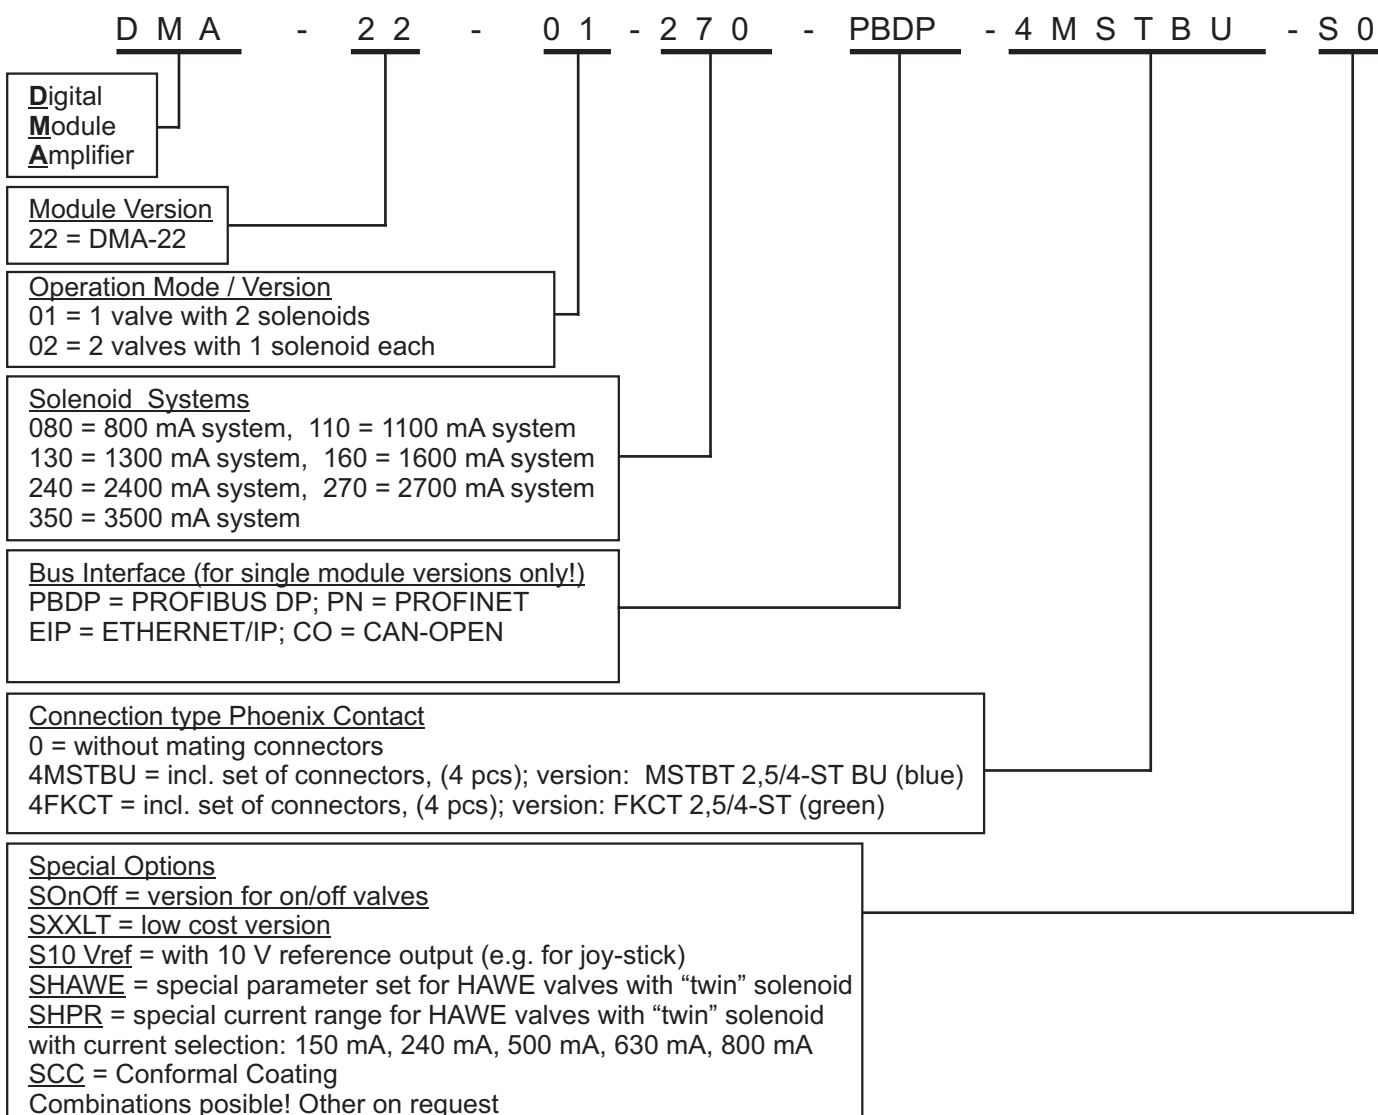 DMA - 22 - 01 - 270 - PBDP - 4MSTBU - S0
Digital
Module
Amplifier
Module Version
22 = DMA-22
Operation Mode / Version
01 = 1 valve with 2 solenoids
02 = 2 valves with 1 solenoid each
Solenoid Systems
080 = 800 mA system, 110 = 1100 mA system
130 = 1300 mA system, 160 = 1600 mA system
240 = 2400 mA system, 270 = 2700 mA system
350 = 3500 mA system
Bus Interface (for single module versions only!)
PBDP = PROFIBUS DP; PN = PROFINET
EIP = ETHERNET/IP; CO = CAN-OPEN
Connection type Phoenix Contact
0 = without mating connectors
4MSTBU = incl. set of connectors, (4 pcs); version: MSTBT 2,5/4-ST BU (blue)
4FKCT = incl. set of connectors, (4 pcs); version: FKCT 2,5/4-ST (green)
Special Options
SOnOff = version for on/off valves
SXXLT = low cost version
S10 Vref = with 10 V reference output (e.g. for joy-stick)
SHAWE = special parameter set for HAWE valves with “twin” solenoid
SHPR = special current range for HAWE valves with “twin” solenoid
with current selection: 150 mA, 240 mA, 500 mA, 630 mA, 800 mA
SCC = Conformal Coating
Combinations posible! Other on request